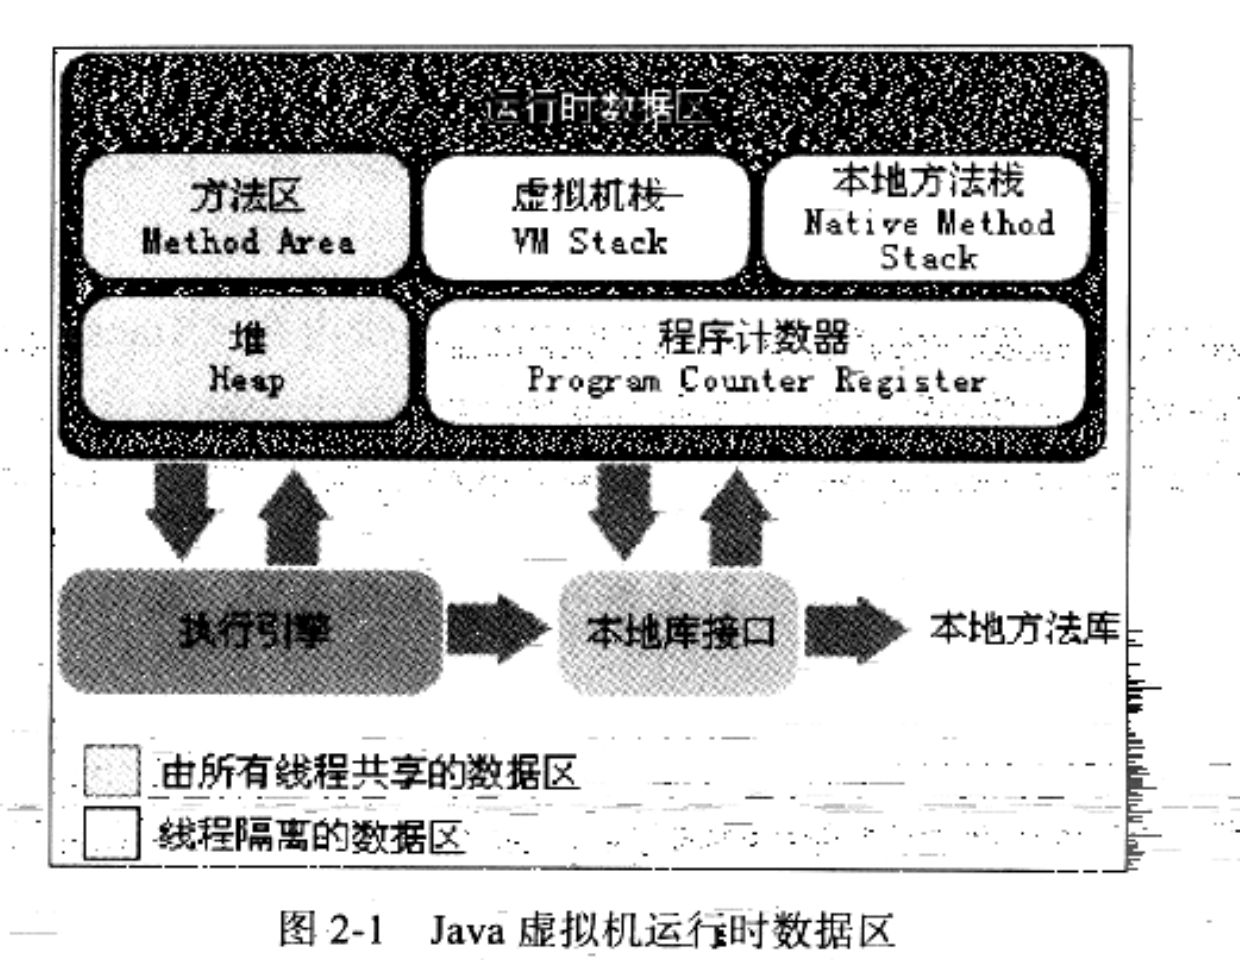 运行时数据区
方法区
Method Area
虚拟机栈
VM Stack
本地方法栈
Native Method
Stack
堆
Heap
程序计数器
Program Counter Register
执行引擎
本地库接口
本地方法库
由所有线程共享的数据区
线程隔离的数据区
图 2-1 Java 虚拟机运行时数据区